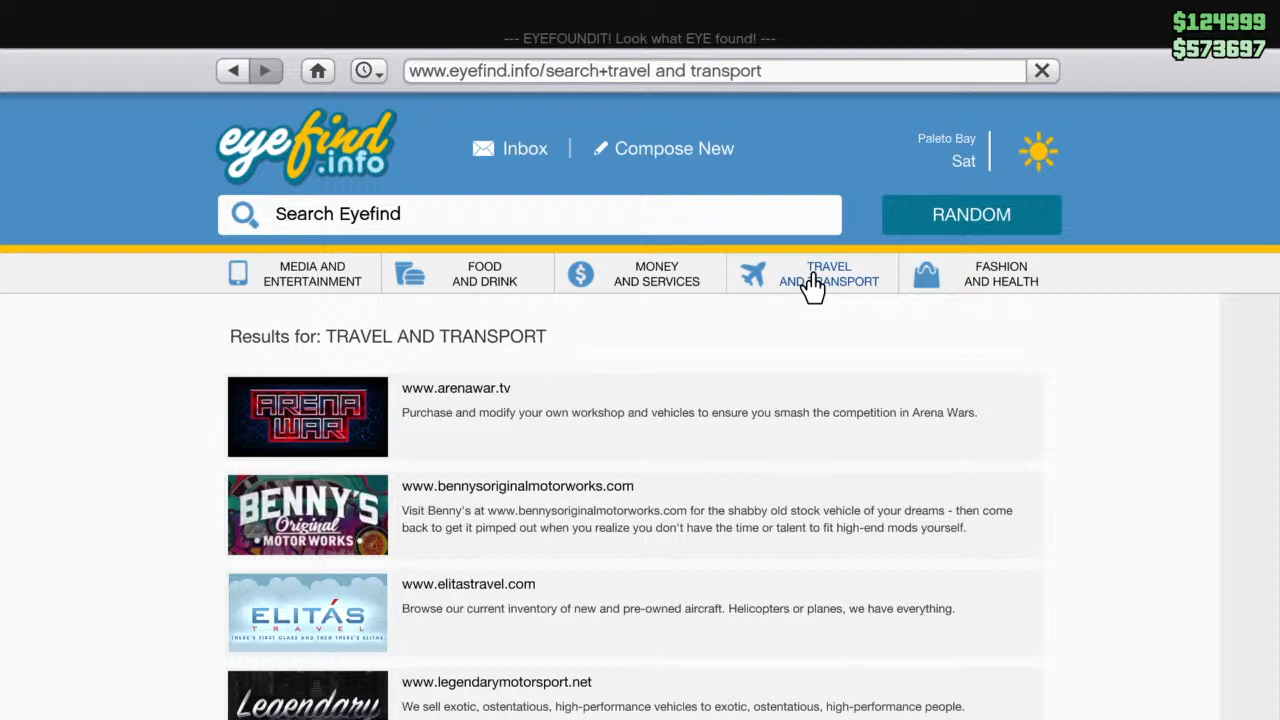 $124999
--- EYEFOUNDIT! Look what EYE found! ---
$573697
www.eyefind.info/search+travel and transport
eyefind
.info
Inbox
Compose New
Paleto Bay
Sat
Search Eyefind
RANDOM
MEDIA AND
ENTERTAINMENT
FOOD
AND DRINK
MONEY
AND SERVICES
TRAVEL
AND TRANSPORT
FASHION
AND HEALTH
Results for: TRAVEL AND TRANSPORT
ARENA
WAR
www.arenawar.tv
Purchase and modify your own workshop and vehicles to ensure you smash the competition in Arena Wars.
BENNY'S
Original
MOTOR WORKS
www.bennysoriginalmotorworks.com
Visit Benny's at www.bennysoriginalmotorworks.com for the shabby old stock vehicle of your dreams - then come
back to get it pimped out when you realize you don't have the time or talent to fit high-end mods yourself.
ELITÁS
TRAVEL
THERE'S FIRST CLASS AND THEN THERE'S ELITAS.
www.elitastravel.com
Browse our current inventory of new and pre-owned aircraft. Helicopters or planes, we have everything.
Legendary
www.legendarymotorsport.net
We sell exotic, ostentatious, high-performance vehicles to exotic, ostentatious, high-performance people.